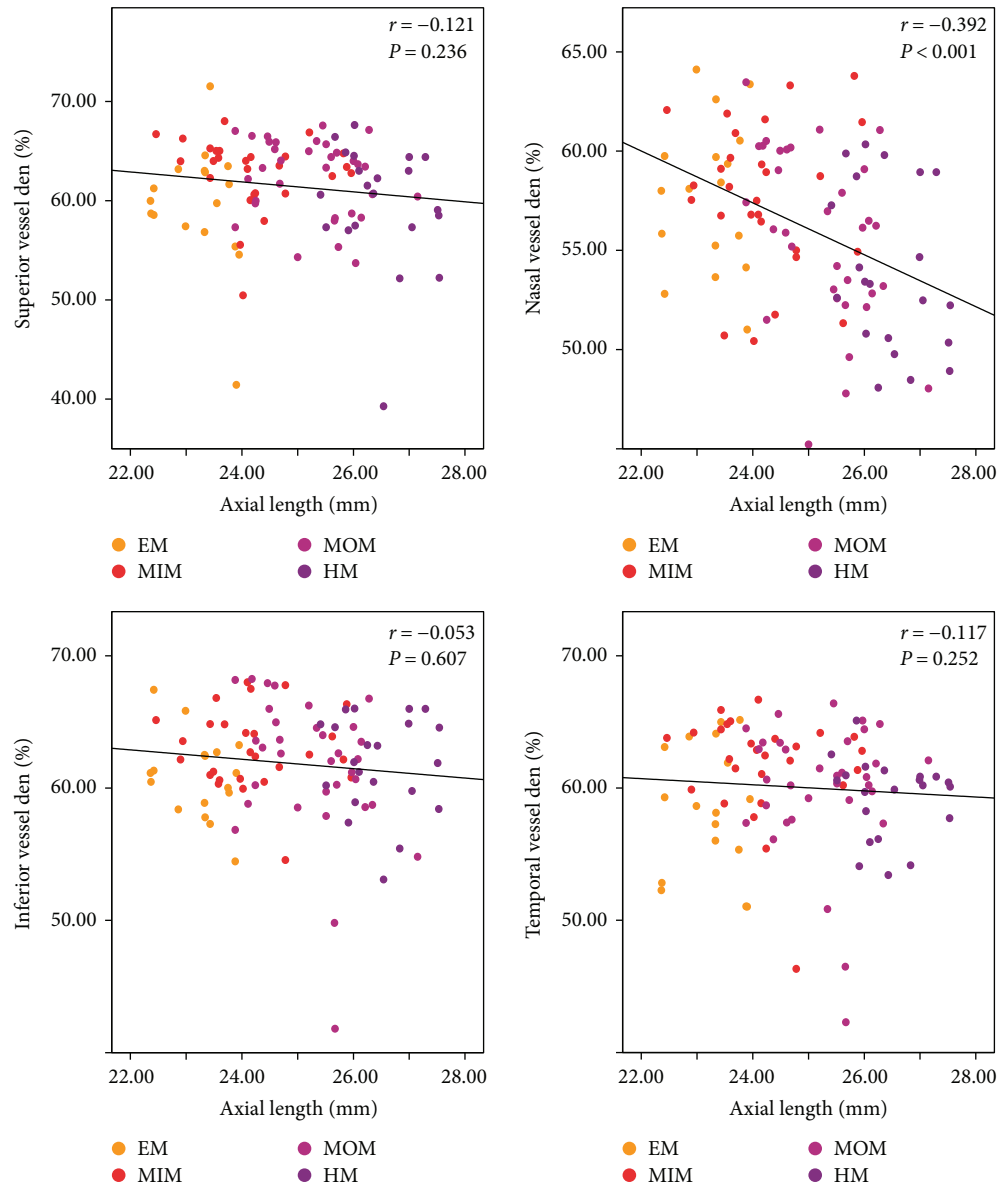 r = −0.121
P = 0.236
70.00
60.00
50.00
40.00
Superior vessel den (%)
22.00 24.00 26.00 28.00
Axial length (mm)
EM MOM
MIM HM
r = −0.392
P < 0.001
65.00
60.00
55.00
50.00
Nasal vessel den (%)
22.00 24.00 26.00 28.00
Axial length (mm)
EM MOM
MIM HM
r = −0.053
P = 0.607
70.00
60.00
50.00
Inferior vessel den (%)
22.00 24.00 26.00 28.00
Axial length (mm)
EM MOM
MIM HM
r = −0.117
P = 0.252
70.00
60.00
50.00
Temporal vessel den (%)
22.00 24.00 26.00 28.00
Axial length (mm)
EM MOM
MIM HM